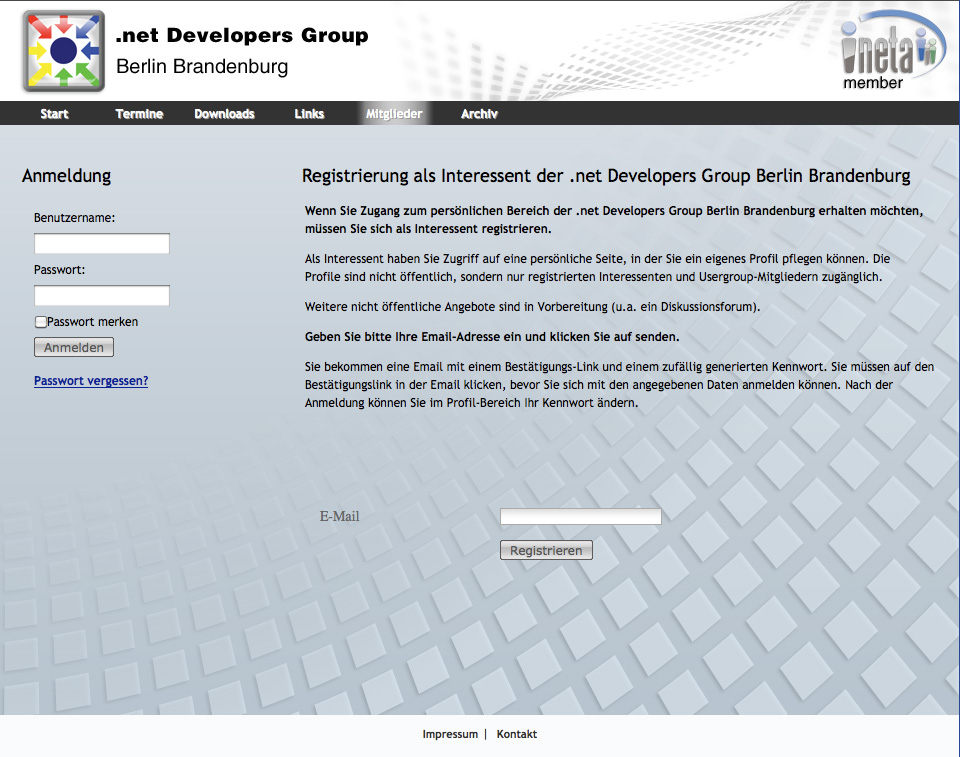 .net Developers Group
Berlin Brandenburg
ineta
member
Start Termine Downloads Links Mitglieder Archiv
Anmeldung
Benutzername:
Passwort:
Passwort merken
Anmelden
Passwort vergessen?
Registrierung als Interessent der .net Developers Group Berlin Brandenburg
Wenn Sie Zugang zum persönlichen Bereich der .net Developers Group Berlin Brandenburg erhalten möchten,
müssen Sie sich als Interessent registrieren.
Als Interessent haben Sie Zugriff auf eine persönliche Seite, in der Sie ein eigenes Profil pflegen können. Die
Profile sind nicht öffentlich, sondern nur registrierten Interessenten und Usergroup-Mitgliedern zugänglich.
Weitere nicht öffentliche Angebote sind in Vorbereitung (u.a. ein Diskussionsforum).
Geben Sie bitte Ihre Email-Adresse ein und klicken Sie auf senden.
Sie bekommen eine Email mit einem Bestätigungs-Link und einem zufällig generierten Kennwort. Sie müssen auf den
Bestätigungslink in der Email klicken, bevor Sie sich mit den angegebenen Daten anmelden können. Nach der
Anmeldung können Sie im Profil-Bereich Ihr Kennwort ändern.
E-Mail
Registrieren
Impressum | Kontakt